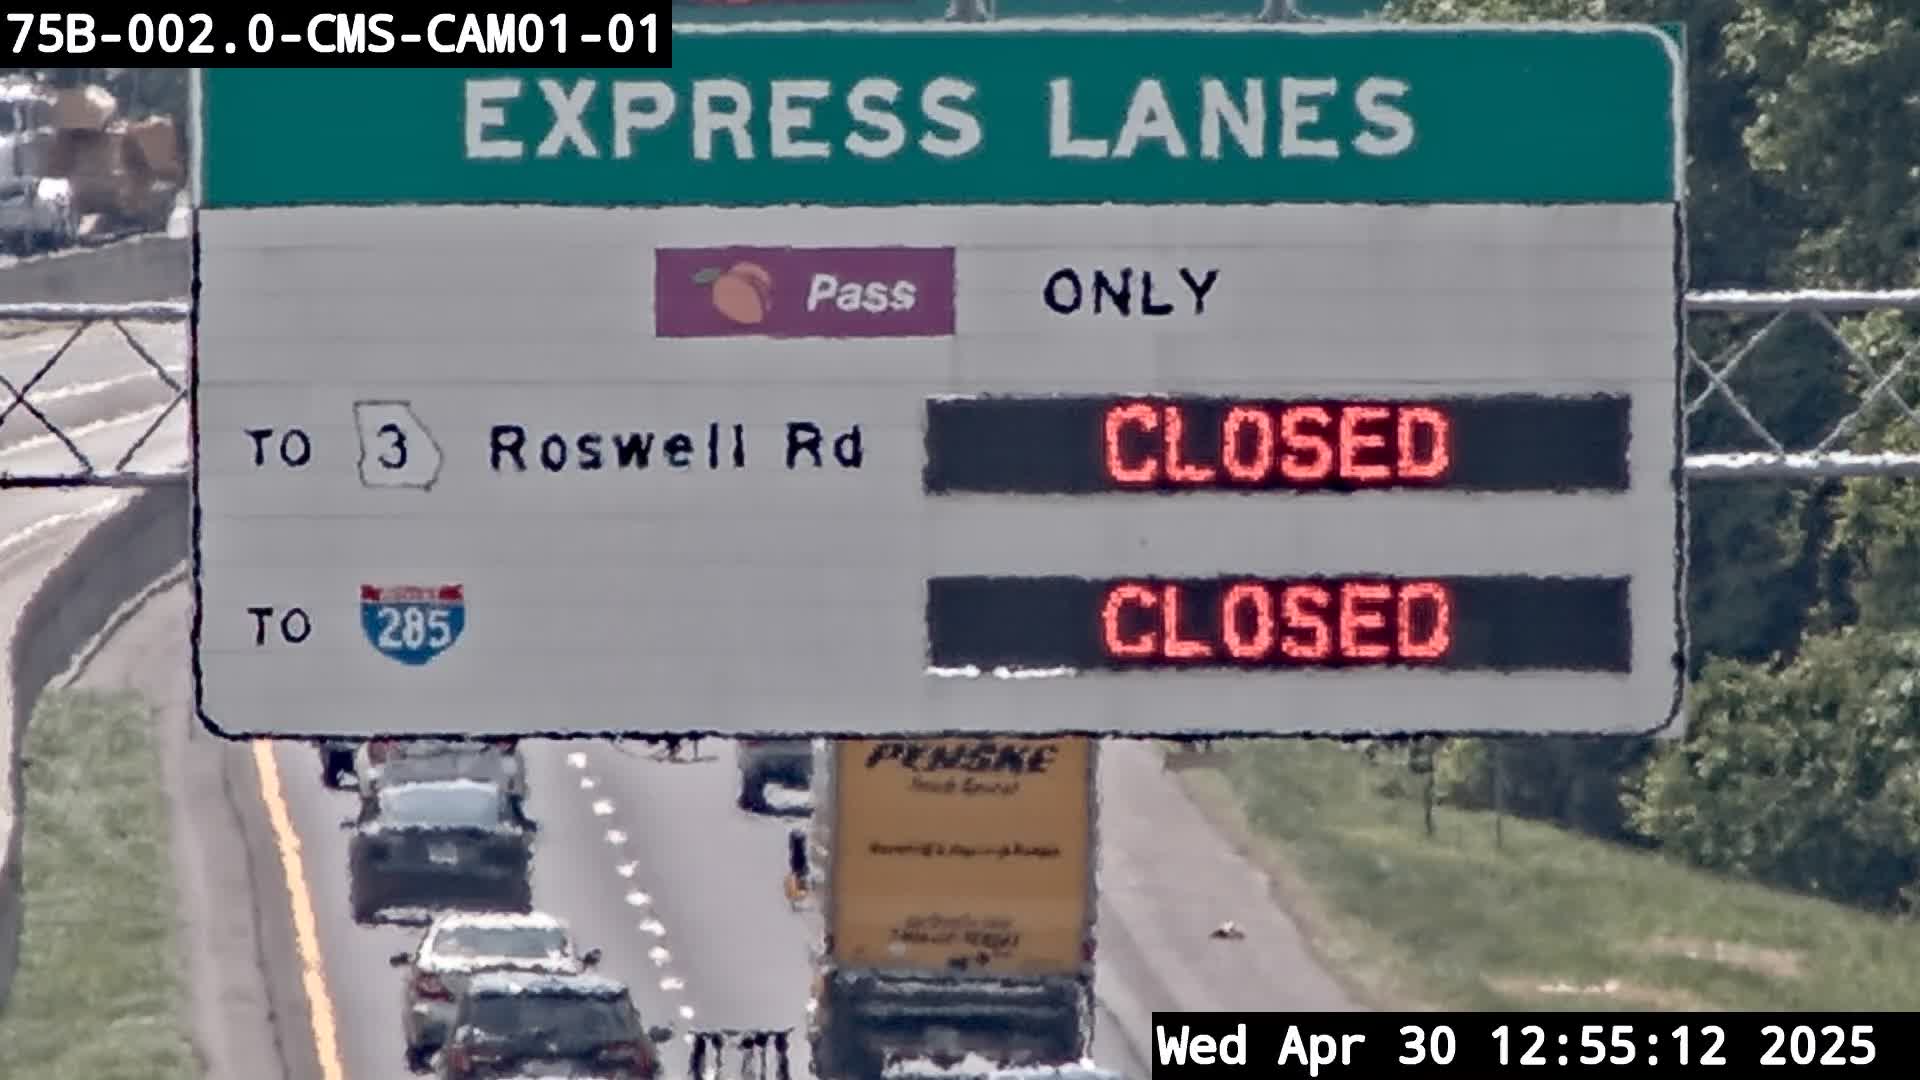 75B-002.0-CMS-CAM01-01
EXPRESS LANES
Pass ONLY
TO 3 Roswell Rd CLOSED
TO 285 CLOSED
PENSKE
Wed Apr 30 12:55:12 2025